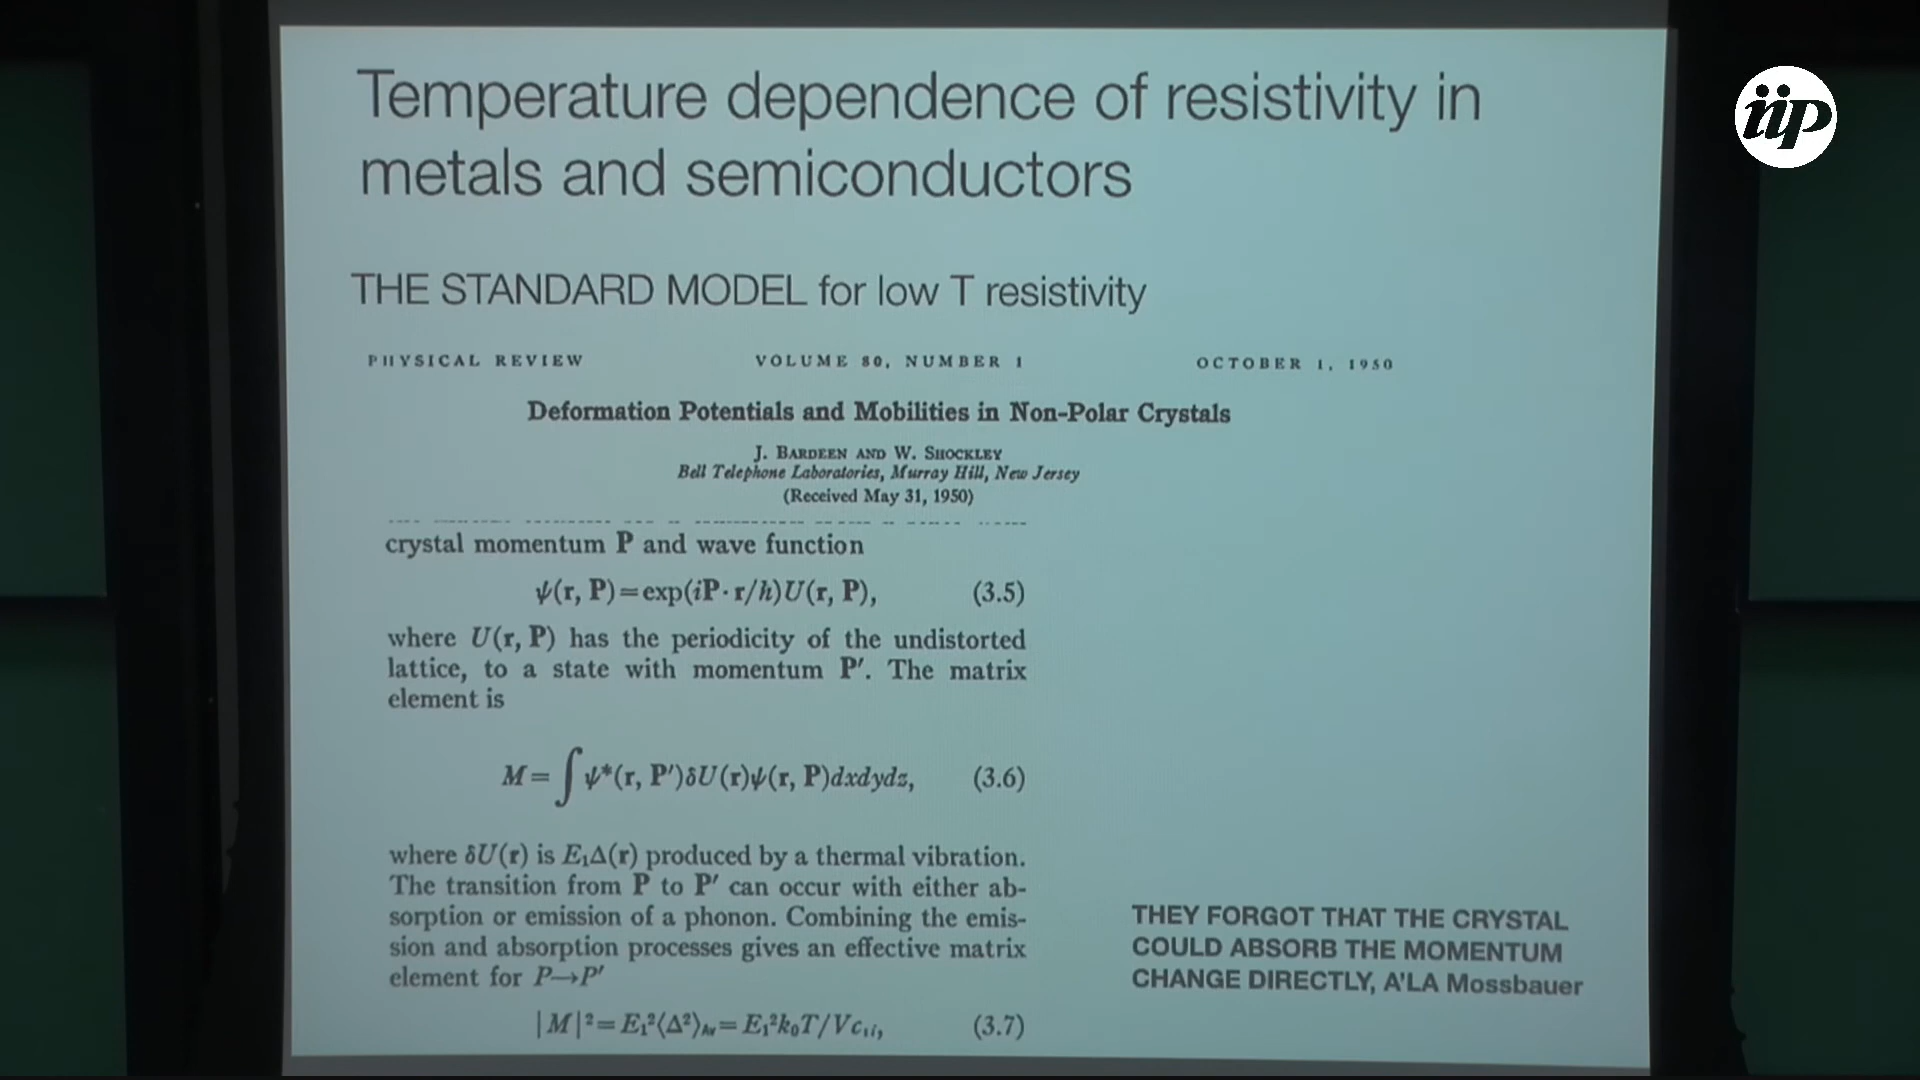 Temperature dependence of resistivity in
metals and semiconductors
iip
THE STANDARD MODEL for low T resistivity
PHYSICAL REVIEW VOLUME 80, NUMBER 1 OCTOBER 1, 1950
Deformation Potentials and Mobilities in Non-Polar Crystals
J. BARDEEN AND W. SHOCKLEY
Bell Telephone Laboratories, Murray Hill, New Jersey
(Received May 31, 1950)
crystal momentum P and wave function
ψ(r, P)=exp(iP·r/ℏ)U(r, P), (3.5)
where U(r, P) has the periodicity of the undistorted
lattice, to a state with momentum P′. The matrix
element is
M=∫ψ*(r, P′)δU(r)ψ(r, P)dxdydz, (3.6)
where δU(r) is E₁Δ(r) produced by a thermal vibration.
The transition from P to P′ can occur with either ab-
sorption or emission of a phonon. Combining the emis-
sion and absorption processes gives an effective matrix
element for P→P′
|M|²=E₁²⟨Δ²⟩Av=E₁²k₀T/Vcₗₗ, (3.7)
THEY FORGOT THAT THE CRYSTAL
COULD ABSORB THE MOMENTUM
CHANGE DIRECTLY, A'LA Mossbauer